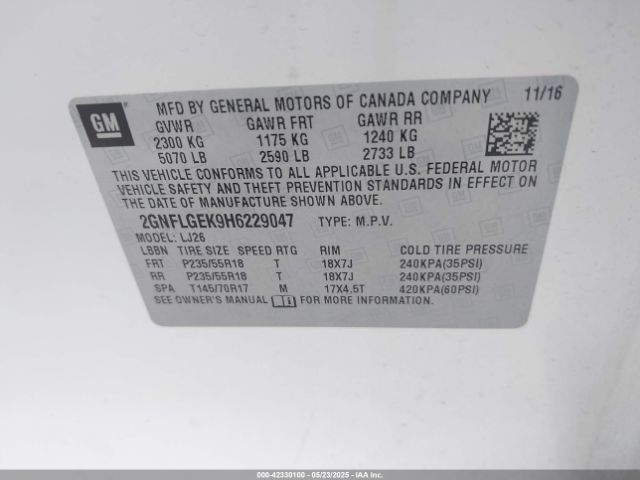 GM
MFD BY GENERAL MOTORS OF CANADA COMPANY 11/16
GVWR GAWR FRT GAWR RR
2300 KG 1175 KG 1240 KG
5070 LB 2590 LB 2733 LB
THIS VEHICLE CONFORMS TO ALL APPLICABLE U.S. FEDERAL MOTOR
VEHICLE SAFETY AND THEFT PREVENTION STANDARDS IN EFFECT ON
THE DATE OF MANUFACTURE SHOWN ABOVE.
2GNFLGEK9H6229047 TYPE: M.P.V.
MODEL: LJ26
LBBN TIRE SIZE SPEED RTG RIM COLD TIRE PRESSURE
FRT P235/55R18 T 18X7J 240KPA(35PSI)
RR P235/55R18 T 18X7J 240KPA(35PSI)
SPA T145/70R17 M 17X4.5T 420KPA(60PSI)
SEE OWNER'S MANUAL FOR MORE INFORMATION.
000-42330100 - 05/23/2025 - IAAI.COM